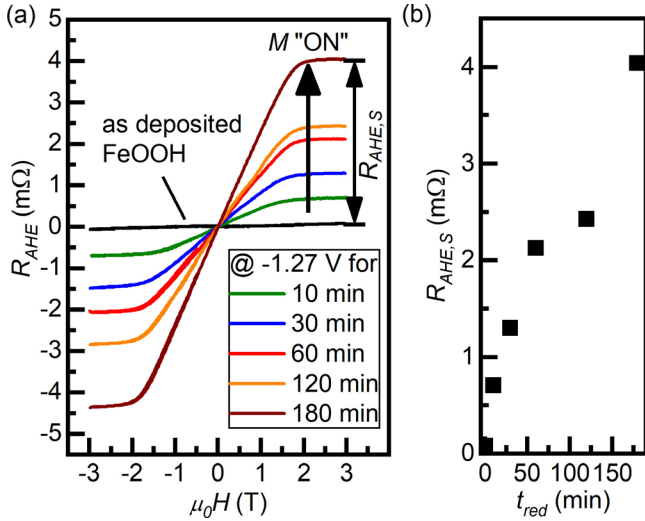 (a)
5
4
3
2
1
0
-1
-2
-3
-4
-5
R_AHE (mΩ)
M "ON"
as deposited
FeOOH
R_AHE,S
@ -1.27 V for
10 min
30 min
60 min
120 min
180 min
-3 -2 -1 0 1 2 3
μ₀H (T)
(b)
4
3
2
1
0
R_AHE,S (mΩ)
0 50 100 150
t_red (min)